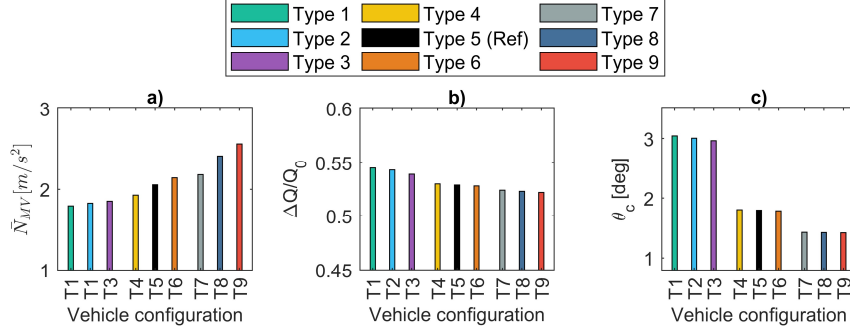 Type 1 Type 4 Type 7
Type 2 Type 5 (Ref) Type 8
Type 3 Type 6 Type 9
a)
3
2
1
N̄_MV [m/s²]
T1 T1 T3 T4 T5 T6 T7 T8 T9
Vehicle configuration
b)
0.6
0.55
0.5
0.45
ΔQ/Q₀
T1 T2 T3 T4 T5 T6 T7 T8 T9
Vehicle configuration
c)
3
2
1
θ_c [deg]
T1 T2 T3 T4 T5 T6 T7 T8 T9
Vehicle configuration